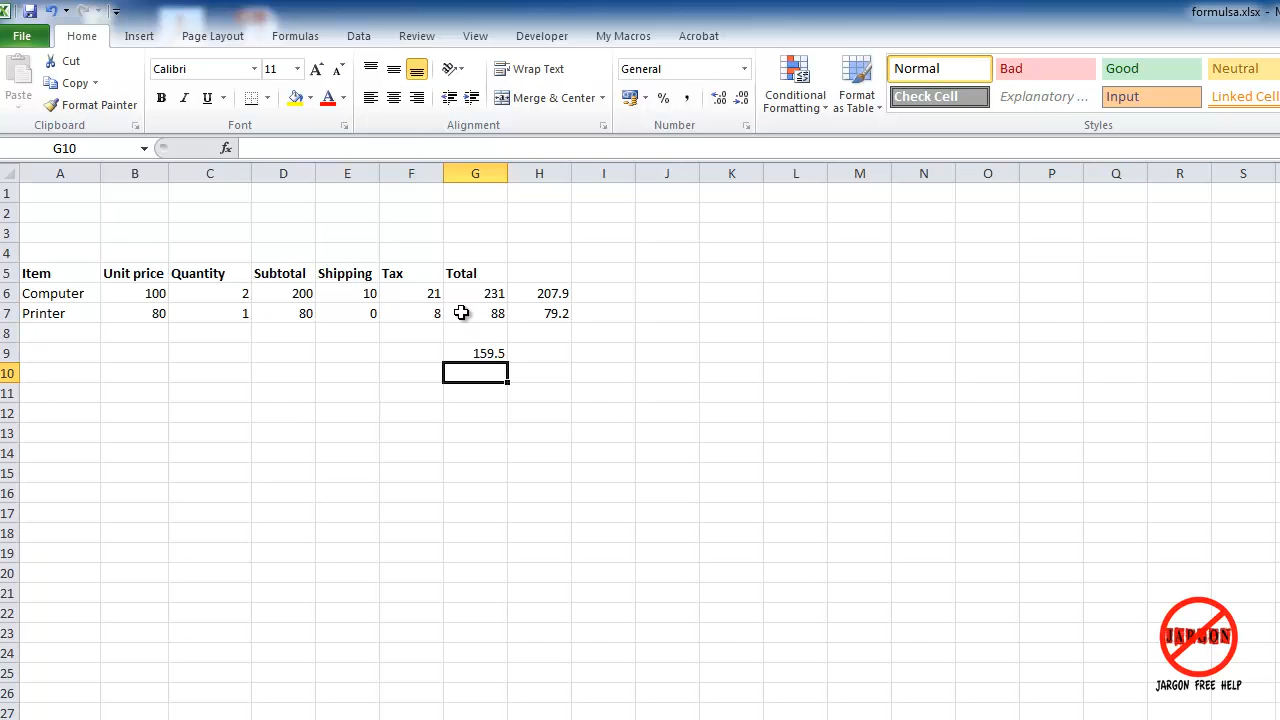 formulsa.xlsx -
File Home Insert Page Layout Formulas Data Review View Developer My Macros Acrobat
Paste Cut Copy Format Painter
Calibri 11 B I U A A A
Wrap Text Merge & Center
General % ,
Conditional Formatting Format as Table
Normal Bad Good Neutral
Check Cell Explanatory ... Input Linked Cell
Clipboard Font Alignment Number Styles
G10 fx
A B C D E F G H I J K L M N O P Q R S
1
2
3
4
5 Item Unit price Quantity Subtotal Shipping Tax Total
6 Computer 100 2 200 10 21 231 207.9
7 Printer 80 1 80 0 8 88 79.2
8
9 159.5
10
11
12
13
14
15
16
17
18
19
20
21
22
23
24
25
26
27
JARGON
JARGON FREE HELP